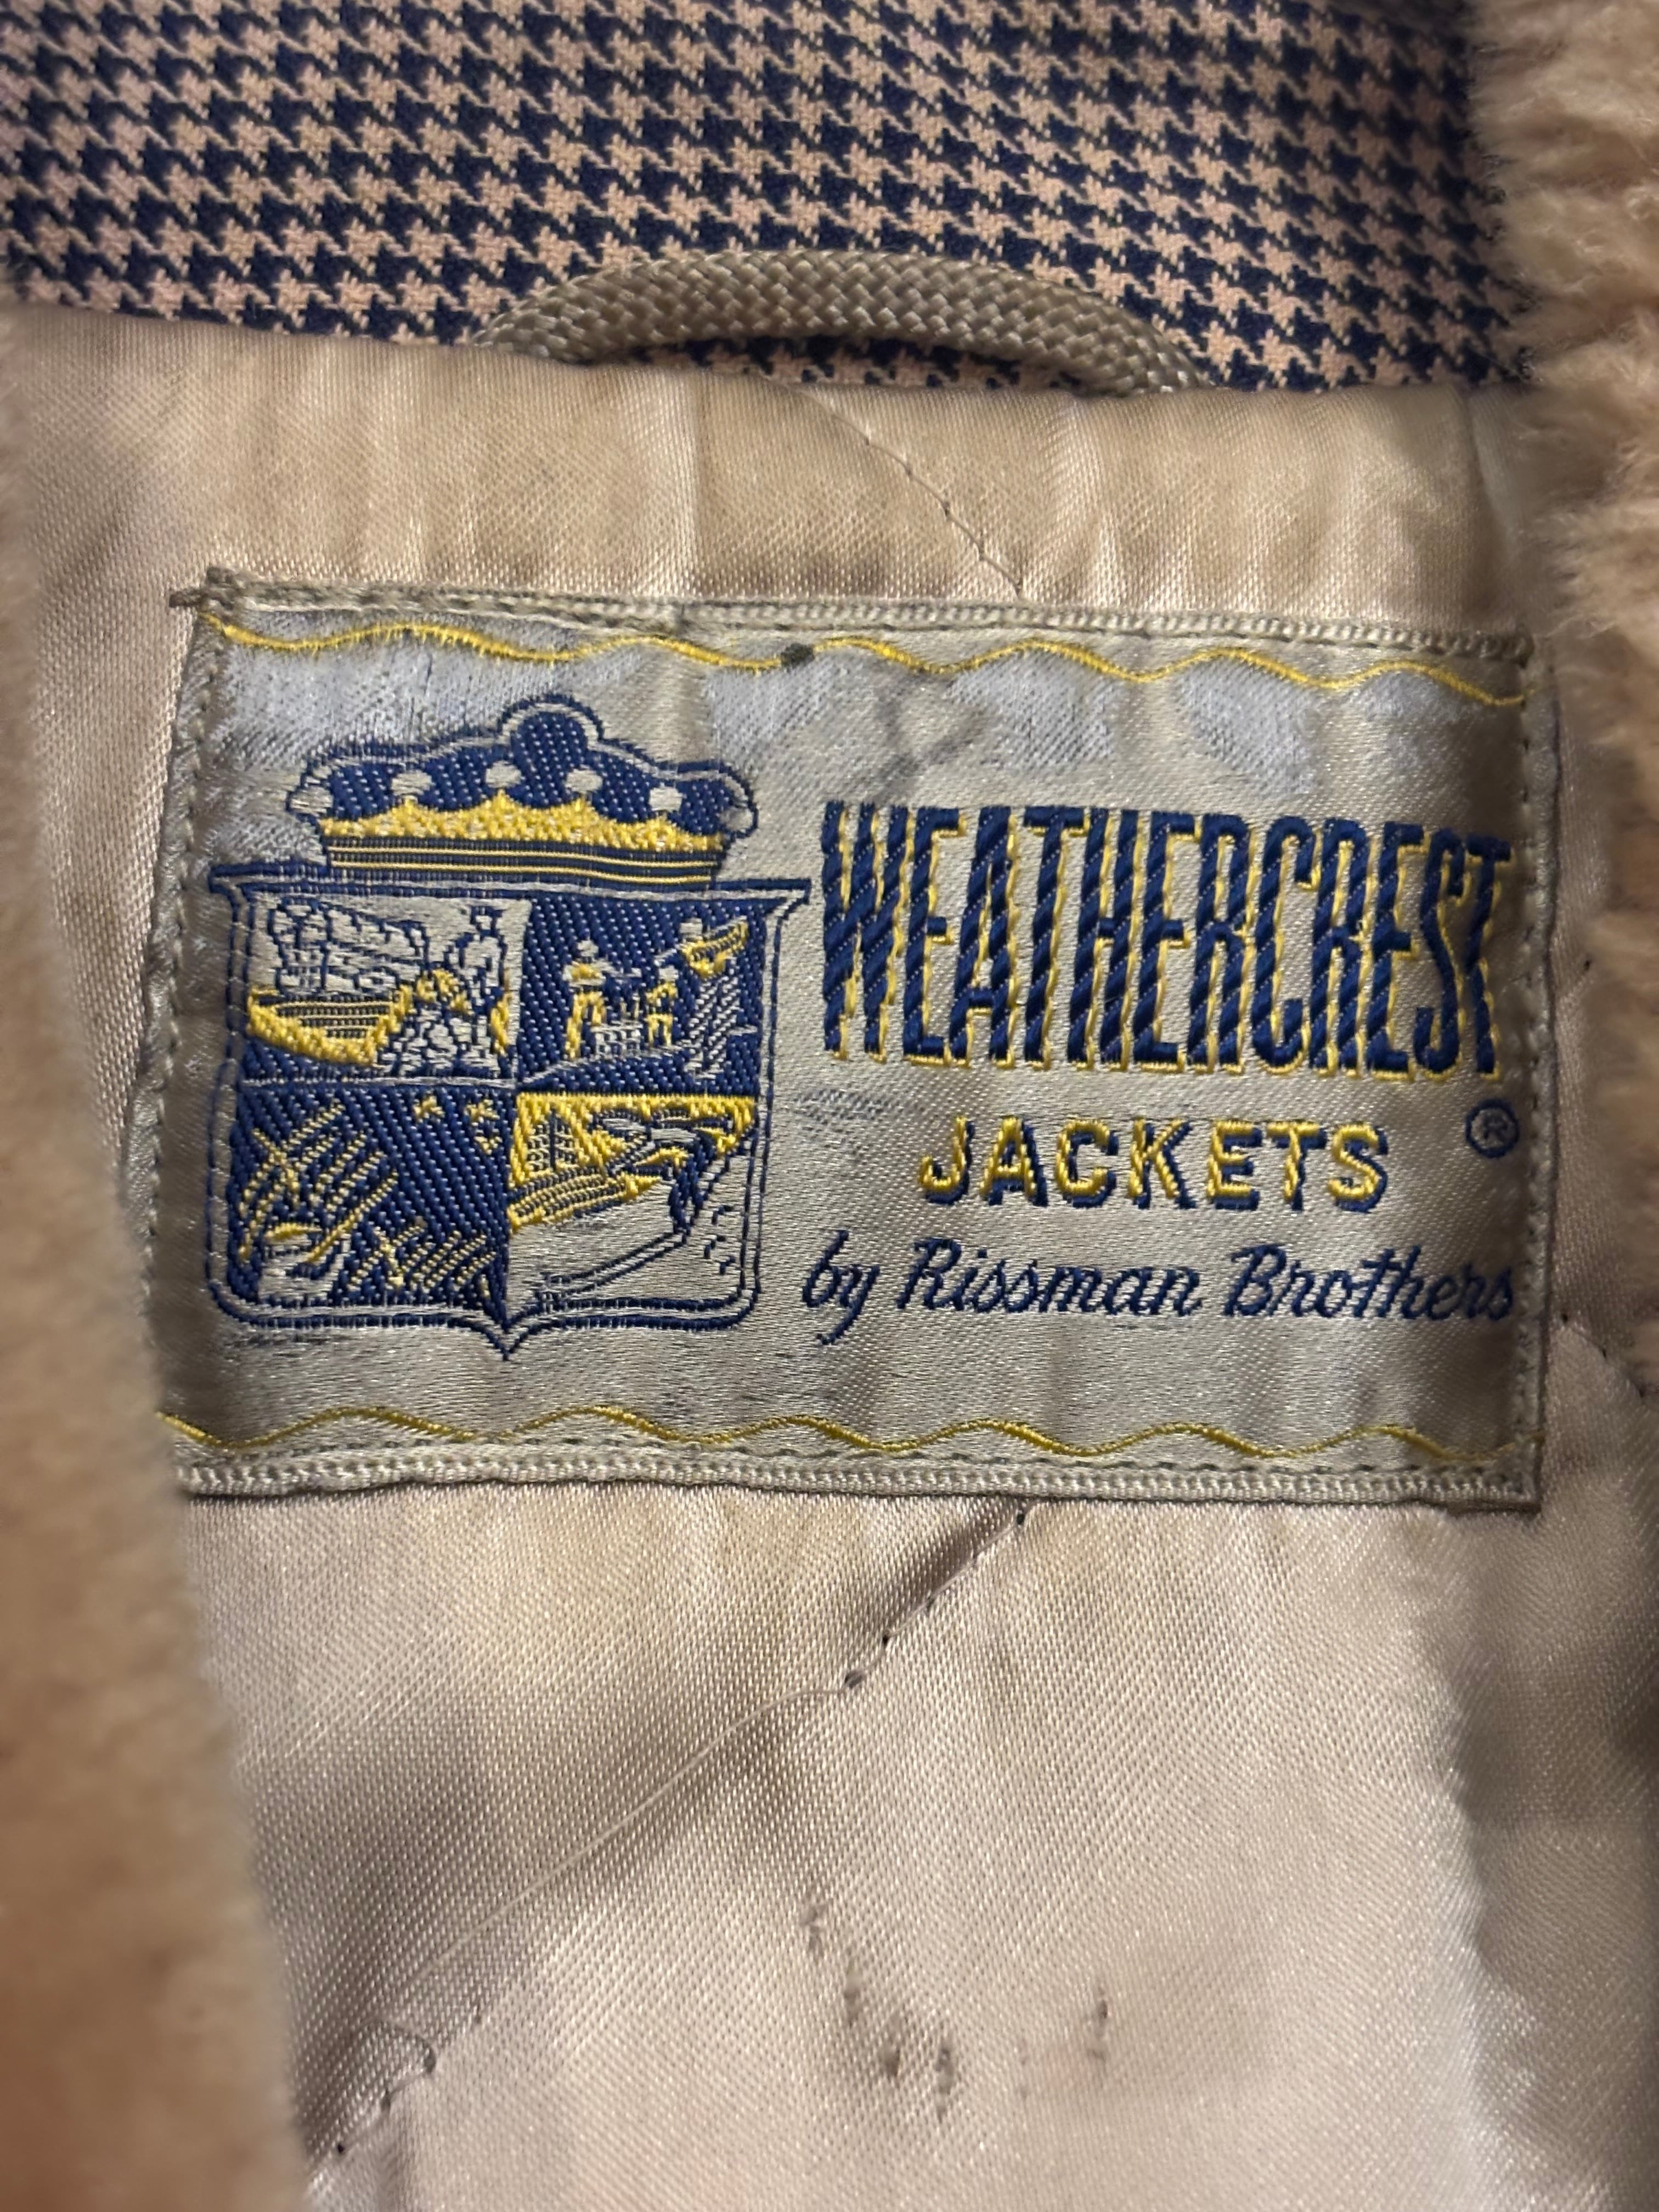 WEATHERCREST
JACKETS ®
by Rissman Brothers